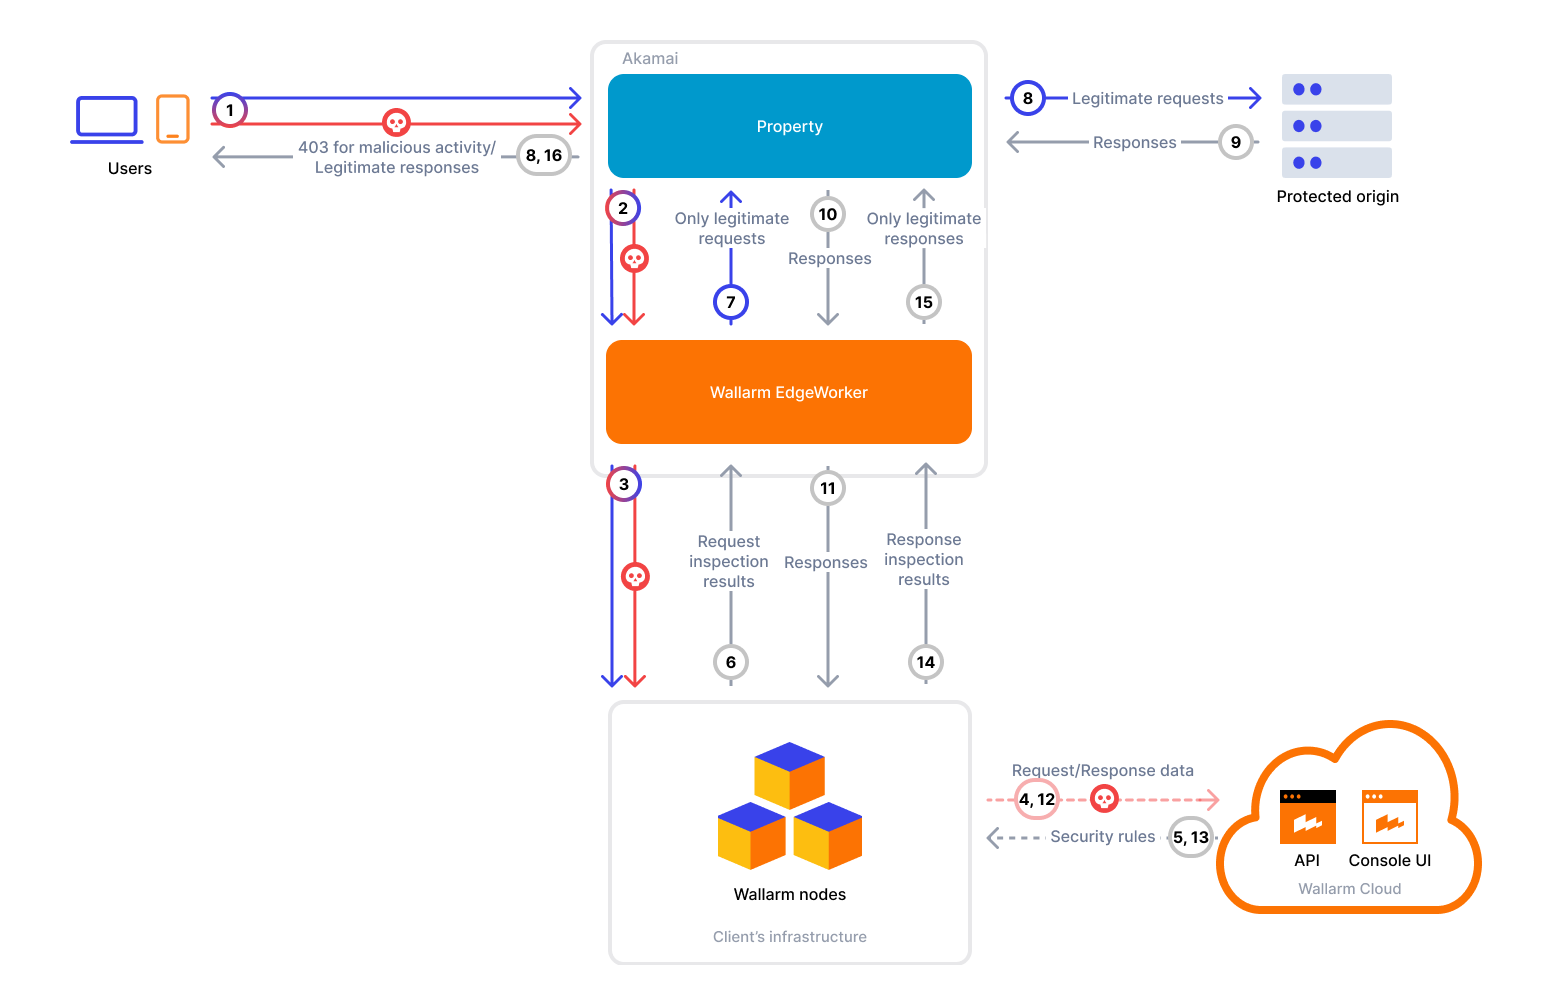 Akamai
1
8
Legitimate requests
Property
403 for malicious activity/
Legitimate responses
8, 16
Responses
9
Users
Protected origin
2
Only legitimate
requests
10
Only legitimate
responses
Responses
7
15
Wallarm EdgeWorker
3
11
Request
inspection
results
Responses
Response
inspection
results
6
14
Request/Response data
4, 12
Security rules
5, 13
API
Console UI
Wallarm Cloud
Wallarm nodes
Client’s infrastructure